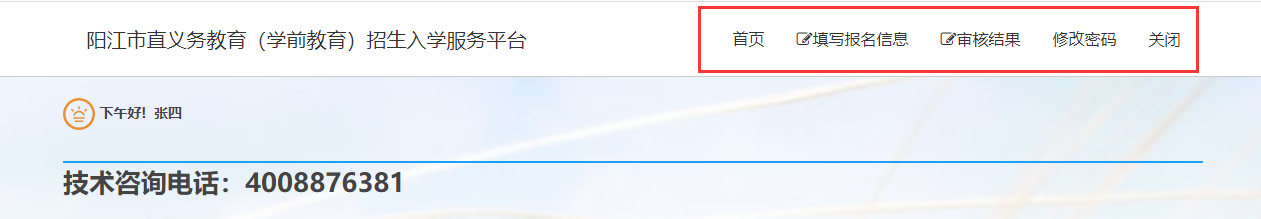 阳江市直义务教育（学前教育）招生入学服务平台 首页 填写报名信息 审核结果 修改密码 关闭
下午好！张四
技术咨询电话：4008876381